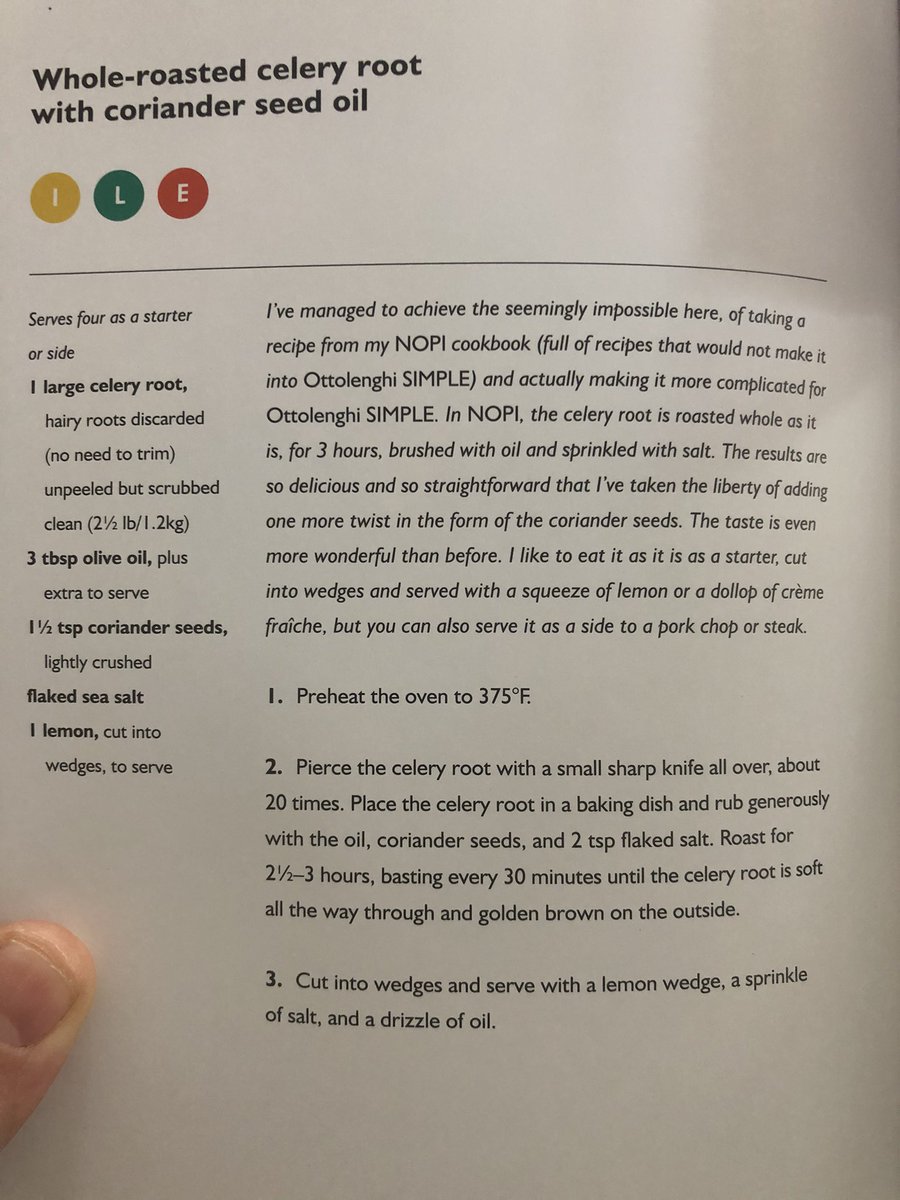 Whole-roasted celery root
with coriander seed oil
I L E
Serves four as a starter
or side
1 large celery root,
hairy roots discarded
(no need to trim)
unpeeled but scrubbed
clean (2½ lb/1.2kg)
3 tbsp olive oil, plus
extra to serve
1½ tsp coriander seeds,
lightly crushed
flaked sea salt
1 lemon, cut into
wedges, to serve
I've managed to achieve the seemingly impossible here, of taking a
recipe from my NOPI cookbook (full of recipes that would not make it
into Ottolenghi SIMPLE) and actually making it more complicated for
Ottolenghi SIMPLE. In NOPI, the celery root is roasted whole as it
is, for 3 hours, brushed with oil and sprinkled with salt. The results are
so delicious and so straightforward that I've taken the liberty of adding
one more twist in the form of the coriander seeds. The taste is even
more wonderful than before. I like to eat it as it is as a starter, cut
into wedges and served with a squeeze of lemon or a dollop of crème
fraîche, but you can also serve it as a side to a pork chop or steak.
1. Preheat the oven to 375°F.
2. Pierce the celery root with a small sharp knife all over, about
20 times. Place the celery root in a baking dish and rub generously
with the oil, coriander seeds, and 2 tsp flaked salt. Roast for
2½–3 hours, basting every 30 minutes until the celery root is soft
all the way through and golden brown on the outside.
3. Cut into wedges and serve with a lemon wedge, a sprinkle
of salt, and a drizzle of oil.